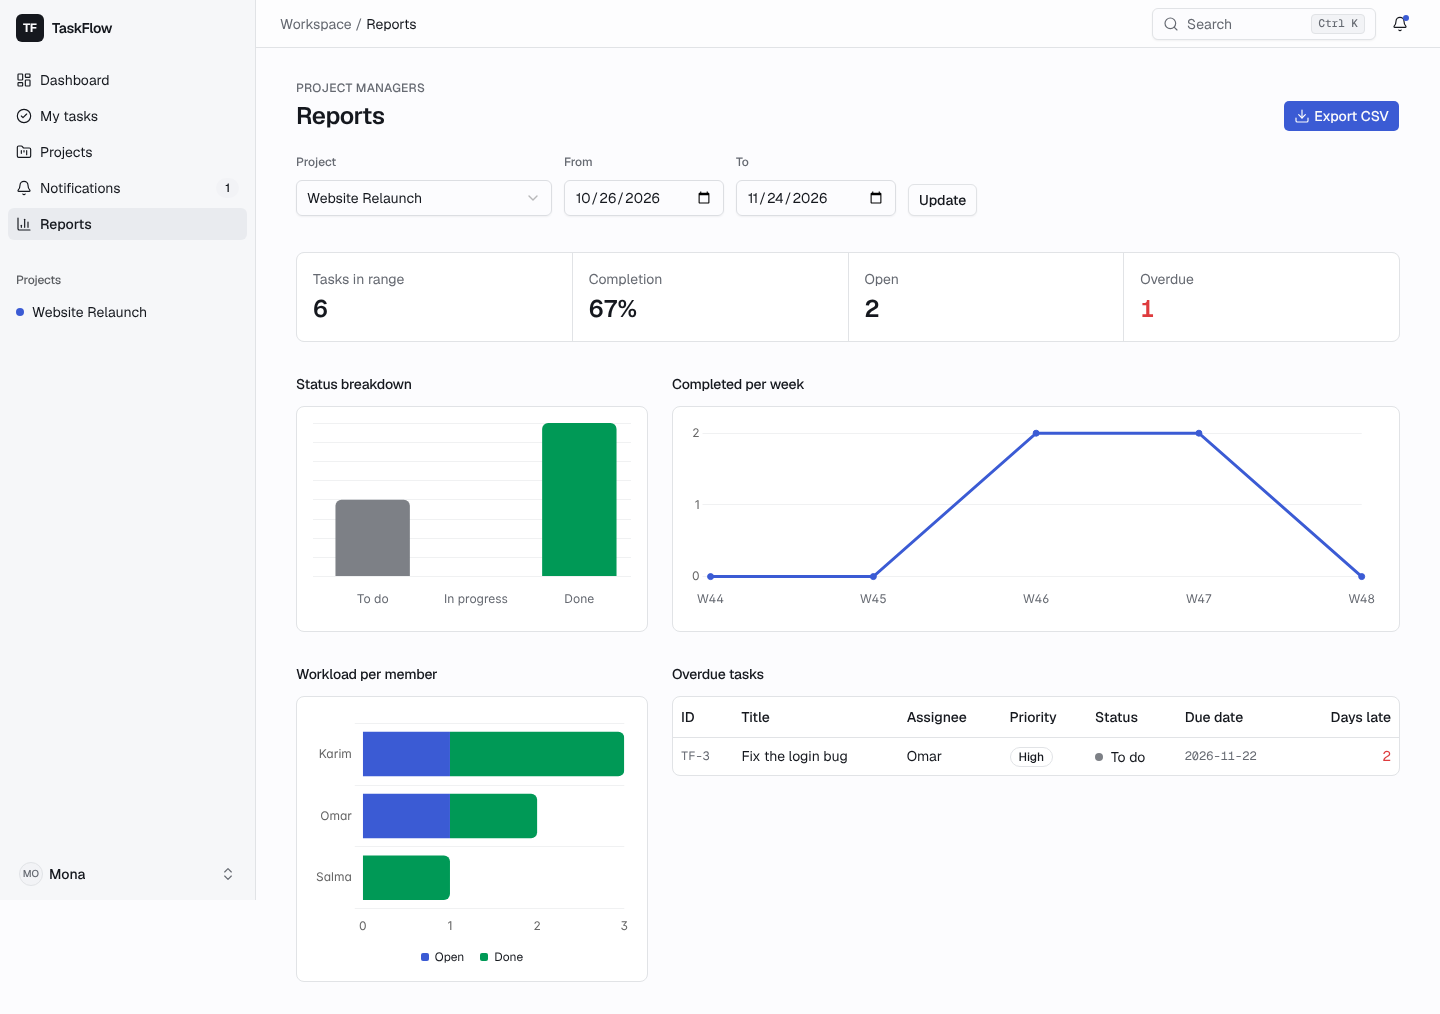 TF TaskFlow
Dashboard
My tasks
Projects
Notifications 1
Reports
Projects
Website Relaunch
MO Mona
Workspace / Reports
Search Ctrl K
PROJECT MANAGERS
Reports
Export CSV
Project From To
Website Relaunch 10/26/2026 11/24/2026 Update
Tasks in range Completion Open Overdue
6 67% 2 1
Status breakdown
To do In progress Done
Completed per week
2
1
0
W44 W45 W46 W47 W48
Workload per member
Karim
Omar
Salma
0 1 2 3
Open Done
Overdue tasks
ID Title Assignee Priority Status Due date Days late
TF-3 Fix the login bug Omar High To do 2026-11-22 2